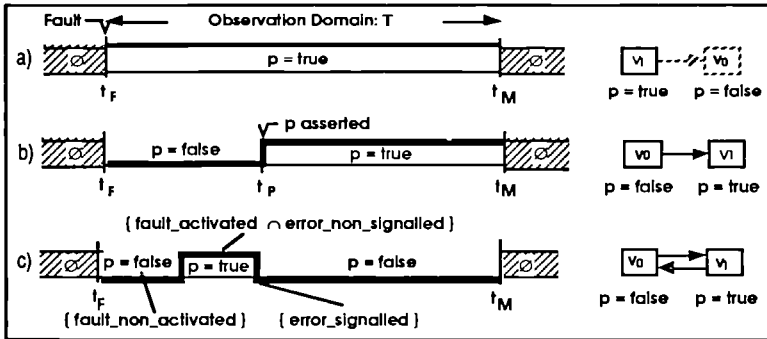 Fault
Observation Domain: T
a)
Ø
p = true
Ø
t F
t M
v1
v0
p = true
p = false
p asserted
b)
Ø
p = false
p = true
Ø
t F
t P
t M
v0
v1
p = false
p = true
{ fault_activated ∩ error_non_signalled }
c)
Ø
p = false
p = true
p = false
Ø
t F
t M
{ fault_non_activated }
{ error_signalled }
v0
v1
p = false
p = true